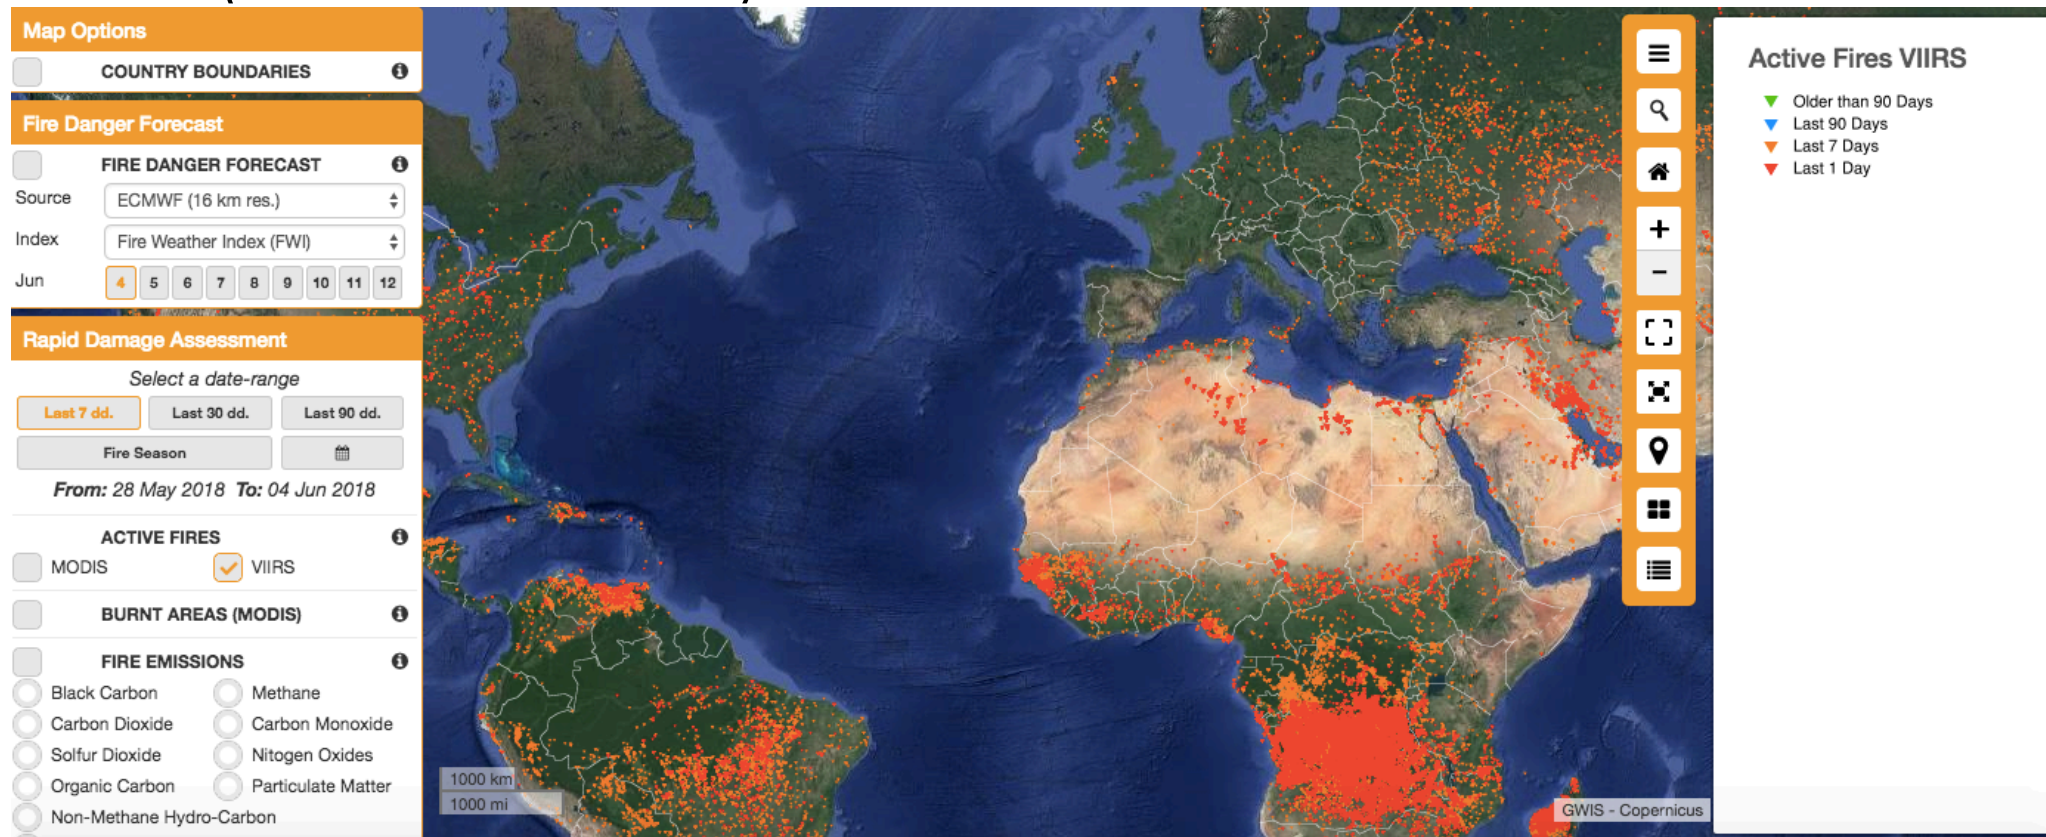 Map Options
COUNTRY BOUNDARIES
Fire Danger Forecast
FIRE DANGER FORECAST
Source ECMWF (16 km res.)
Index Fire Weather Index (FWI)
Jun 4 5 6 7 8 9 10 11 12
Rapid Damage Assessment
Select a date-range
Last 7 dd. Last 30 dd. Last 90 dd.
Fire Season
From: 28 May 2018 To: 04 Jun 2018
ACTIVE FIRES
MODIS VIIRS
BURNT AREAS (MODIS)
FIRE EMISSIONS
Black Carbon Methane
Carbon Dioxide Carbon Monoxide
Solfur Dioxide Nitogen Oxides
Organic Carbon Particulate Matter
Non-Methane Hydro-Carbon
1000 km
1000 mi
GWIS - Copernicus
Active Fires VIIRS
Older than 90 Days
Last 90 Days
Last 7 Days
Last 1 Day